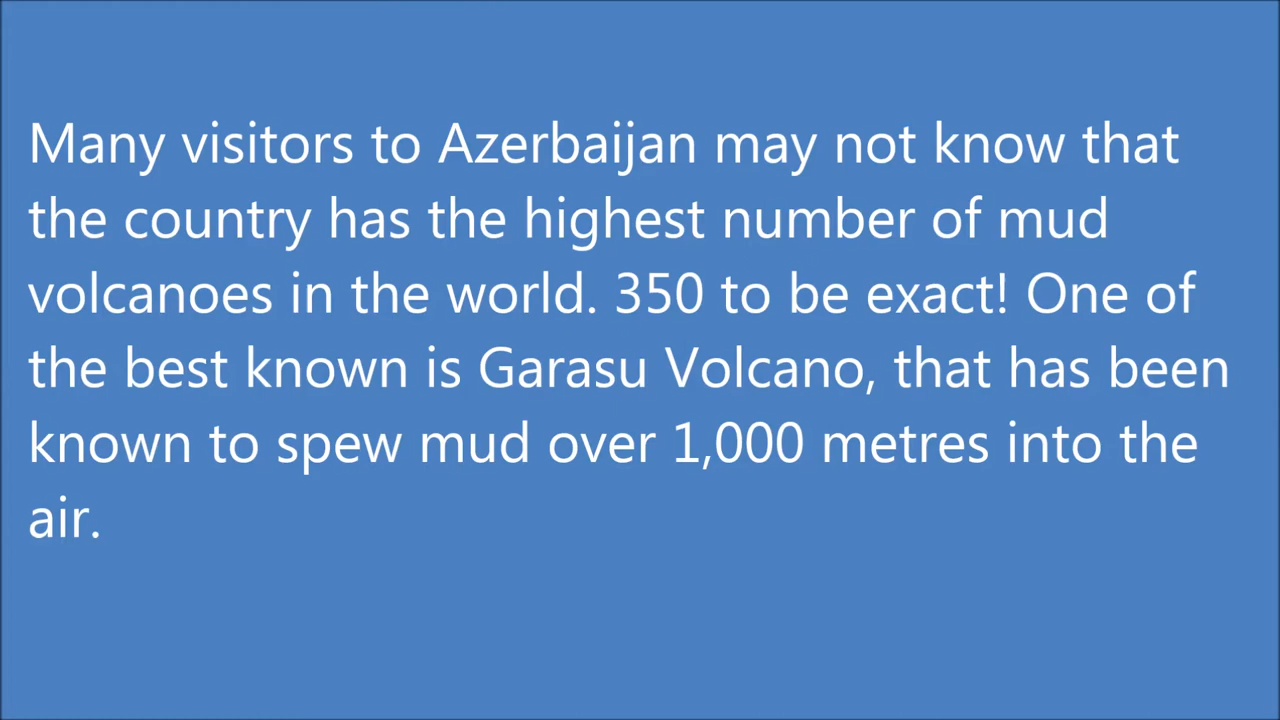 Many visitors to Azerbaijan may not know that
the country has the highest number of mud
volcanoes in the world. 350 to be exact! One of
the best known is Garasu Volcano, that has been
known to spew mud over 1,000 metres into the
air.